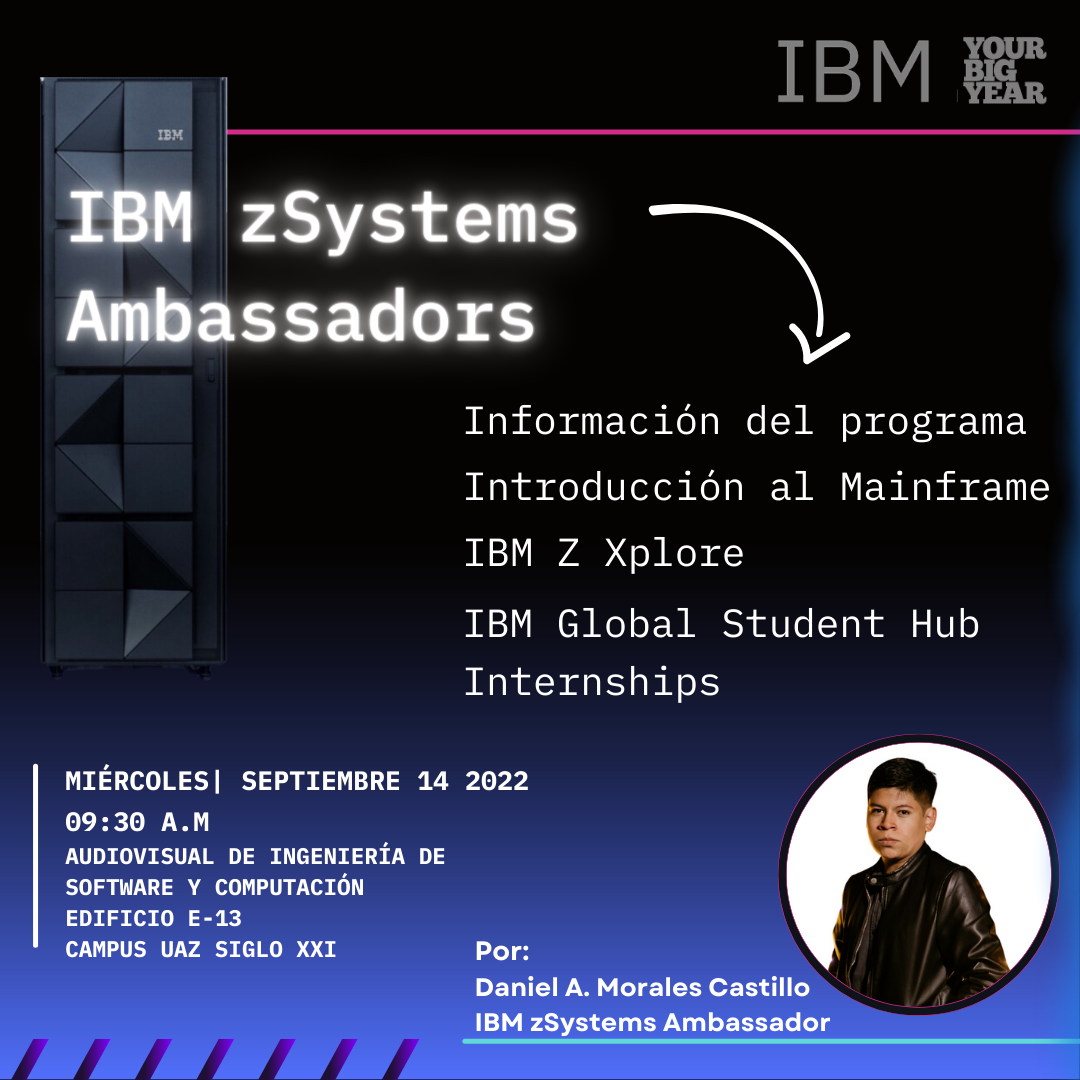 IBM
YOUR
BIG
YEAR
IBM
IBM zSystems
Ambassadors
Información del programa
Introducción al Mainframe
IBM Z Xplore
IBM Global Student Hub
Internships
MIÉRCOLES| SEPTIEMBRE 14 2022
09:30 A.M
AUDIOVISUAL DE INGENIERÍA DE
SOFTWARE Y COMPUTACIÓN
EDIFICIO E-13
CAMPUS UAZ SIGLO XXI
Por:
Daniel A. Morales Castillo
IBM zSystems Ambassador